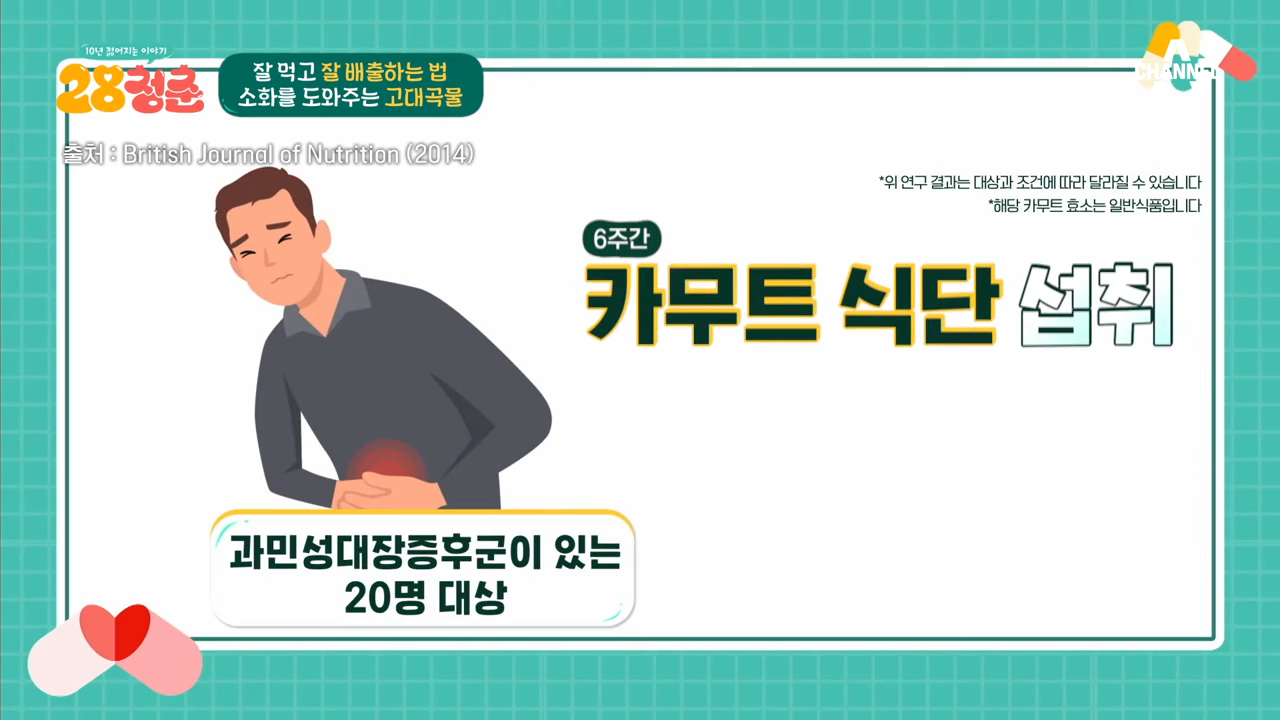 10년 젊어지는 이야기
28청춘
잘 먹고 잘 배출하는 법
소화를 도와주는 고대곡물
CHANNEL A
출처 : British Journal of Nutrition (2014)
*위 연구 결과는 대상과 조건에 따라 달라질 수 있습니다
*해당 카무트 효소는 일반식품입니다
6주간
카무트 식단 섭취
과민성대장증후군이 있는
20명 대상